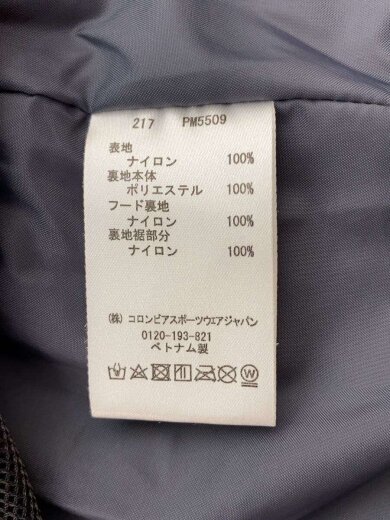 217 PM5509
表地
ナイロン 100%
裏地本体
ポリエステル 100%
フード裏地
ナイロン 100%
裏地裾部分
ナイロン 100%
(株) コロンビアスポーツウエアジャパン
0120-193-821
ベトナム製